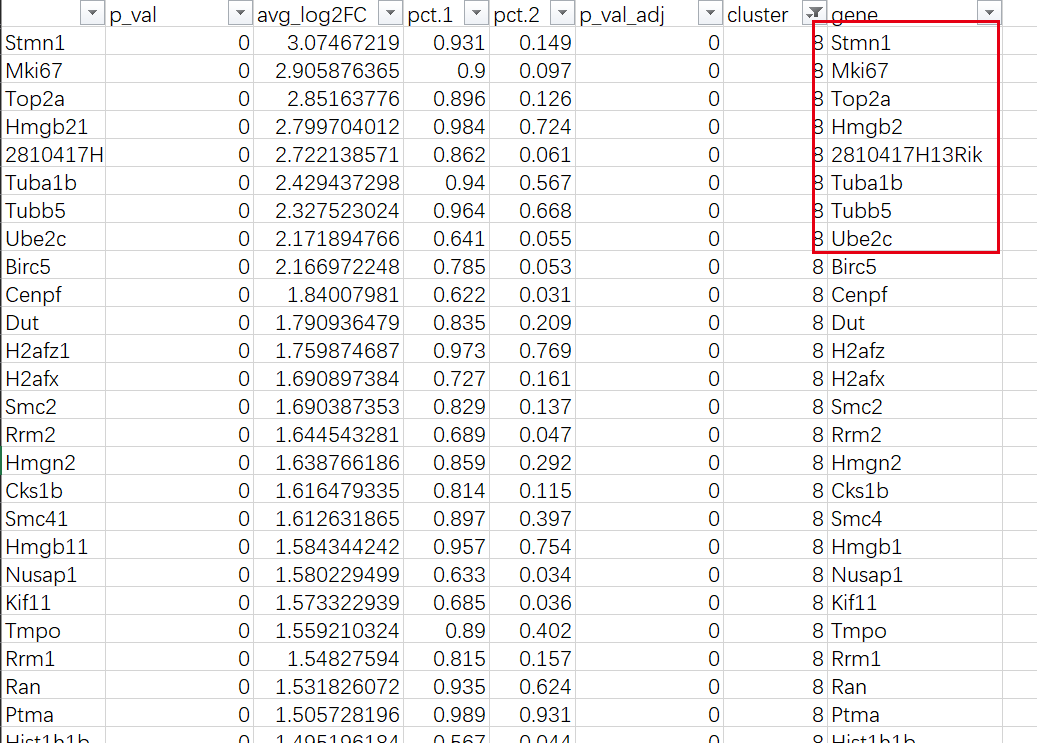 p_val avg_log2FC pct.1 pct.2 p_val_adj cluster gene
Stmn1 0 3.07467219 0.931 0.149 0 8 Stmn1
Mki67 0 2.905876365 0.9 0.097 0 8 Mki67
Top2a 0 2.85163776 0.896 0.126 0 8 Top2a
Hmgb21 0 2.799704012 0.984 0.724 0 8 Hmgb2
2810417H 0 2.722138571 0.862 0.061 0 8 2810417H13Rik
Tuba1b 0 2.429437298 0.94 0.567 0 8 Tuba1b
Tubb5 0 2.327523024 0.964 0.668 0 8 Tubb5
Ube2c 0 2.171894766 0.641 0.055 0 8 Ube2c
Birc5 0 2.166972248 0.785 0.053 0 8 Birc5
Cenpf 0 1.84007981 0.622 0.031 0 8 Cenpf
Dut 0 1.790936479 0.835 0.209 0 8 Dut
H2afz1 0 1.759874687 0.973 0.769 0 8 H2afz
H2afx 0 1.690897384 0.727 0.161 0 8 H2afx
Smc2 0 1.690387353 0.829 0.137 0 8 Smc2
Rrm2 0 1.644543281 0.689 0.047 0 8 Rrm2
Hmgn2 0 1.638766186 0.859 0.292 0 8 Hmgn2
Cks1b 0 1.616479335 0.814 0.115 0 8 Cks1b
Smc41 0 1.612631865 0.897 0.397 0 8 Smc4
Hmgb11 0 1.584344242 0.957 0.754 0 8 Hmgb1
Nusap1 0 1.580229499 0.633 0.034 0 8 Nusap1
Kif11 0 1.573322939 0.685 0.036 0 8 Kif11
Tmpo 0 1.559210324 0.89 0.402 0 8 Tmpo
Rrm1 0 1.54827594 0.815 0.157 0 8 Rrm1
Ran 0 1.531826072 0.935 0.624 0 8 Ran
Ptma 0 1.505728196 0.989 0.931 0 8 Ptma
Hist1h1b 0 1.495196184 0.567 0.044 0 8 Hist1h1b